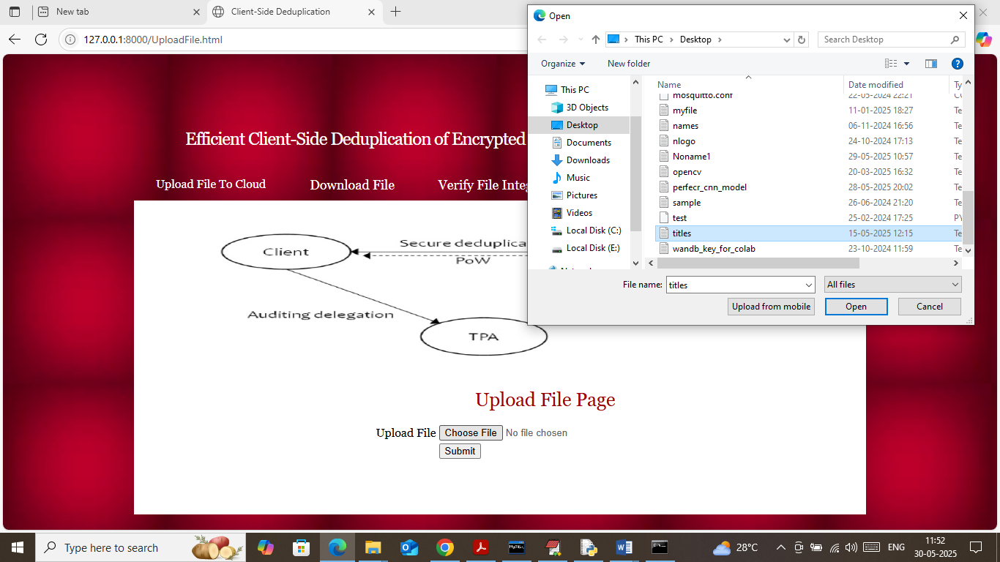 New tab
Client-Side Deduplication
127.0.0.1:8000/UploadFile.html
Efficient Client-Side Deduplication of Encrypted
Upload File To Cloud
Download File
Verify File Integ
Client
Secure deduplica
PoW
Auditing delegation
TPA
Upload File Page
Upload File Choose File No file chosen
Submit
Open
This PC > Desktop >
Search Desktop
Organize
New folder
?
This PC
3D Objects
Desktop
Documents
Downloads
Music
Pictures
Videos
Local Disk (C:)
Local Disk (E:)
Name Date modified Ty
mosquitto.conf 22-05-2024 22:21
myfile 11-01-2025 18:27 Te
names 06-11-2024 16:56 Te
nlogo 24-10-2024 17:13 Te
Noname1 29-05-2025 10:57 Te
opencv 20-03-2025 16:32 Te
perfecr_cnn_model 28-05-2025 20:02 Te
sample 26-06-2024 21:20 Te
test 25-02-2024 17:25 PY
titles 15-05-2025 12:15 Te
wandb_key_for_colab 23-10-2024 11:59 Te
File name: titles
All files
Upload from mobile
Open
Cancel
Type here to search
28°C
ENG
11:52
30-05-2025